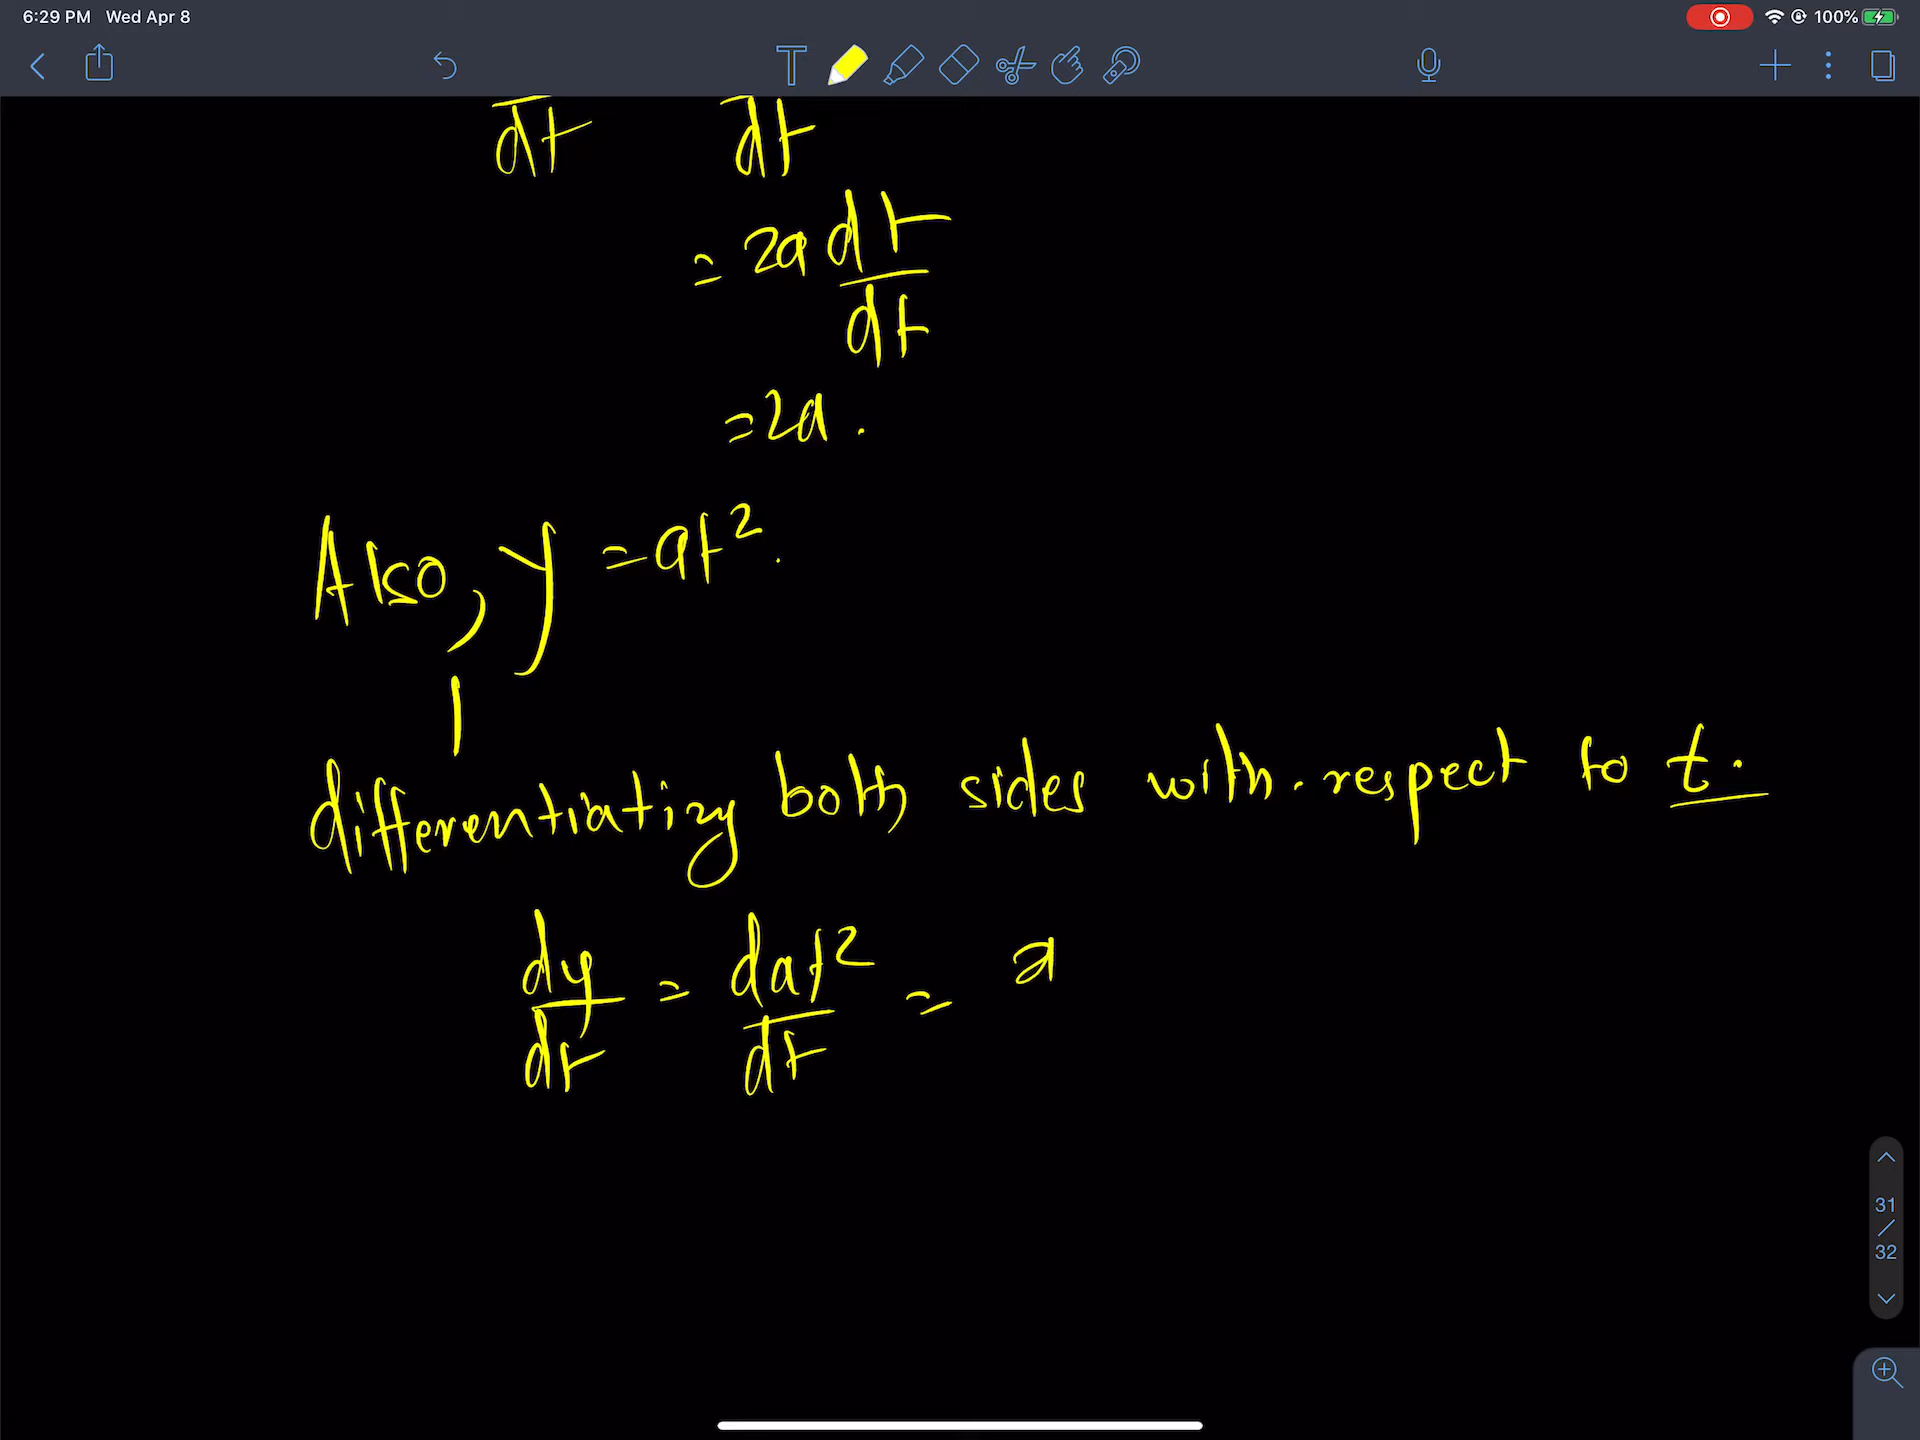 6:29 PM Wed Apr 8 100%
T
dt dt
= 2a dt
dt
= 2a .
Also, y = at² .
differentiating both sides with. respect to t.
dy = dat² = a
dt dt
31
/
32